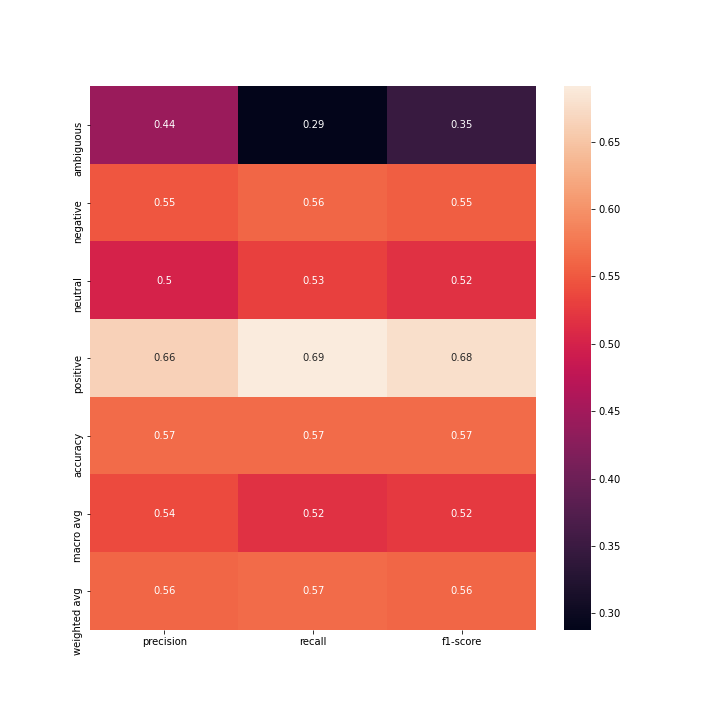 ambiguous 0.44 0.29 0.35
negative 0.55 0.56 0.55
neutral 0.5 0.53 0.52
positive 0.66 0.69 0.68
accuracy 0.57 0.57 0.57
macro avg 0.54 0.52 0.52
weighted avg 0.56 0.57 0.56
precision recall f1-score
0.65
0.60
0.55
0.50
0.45
0.40
0.35
0.30